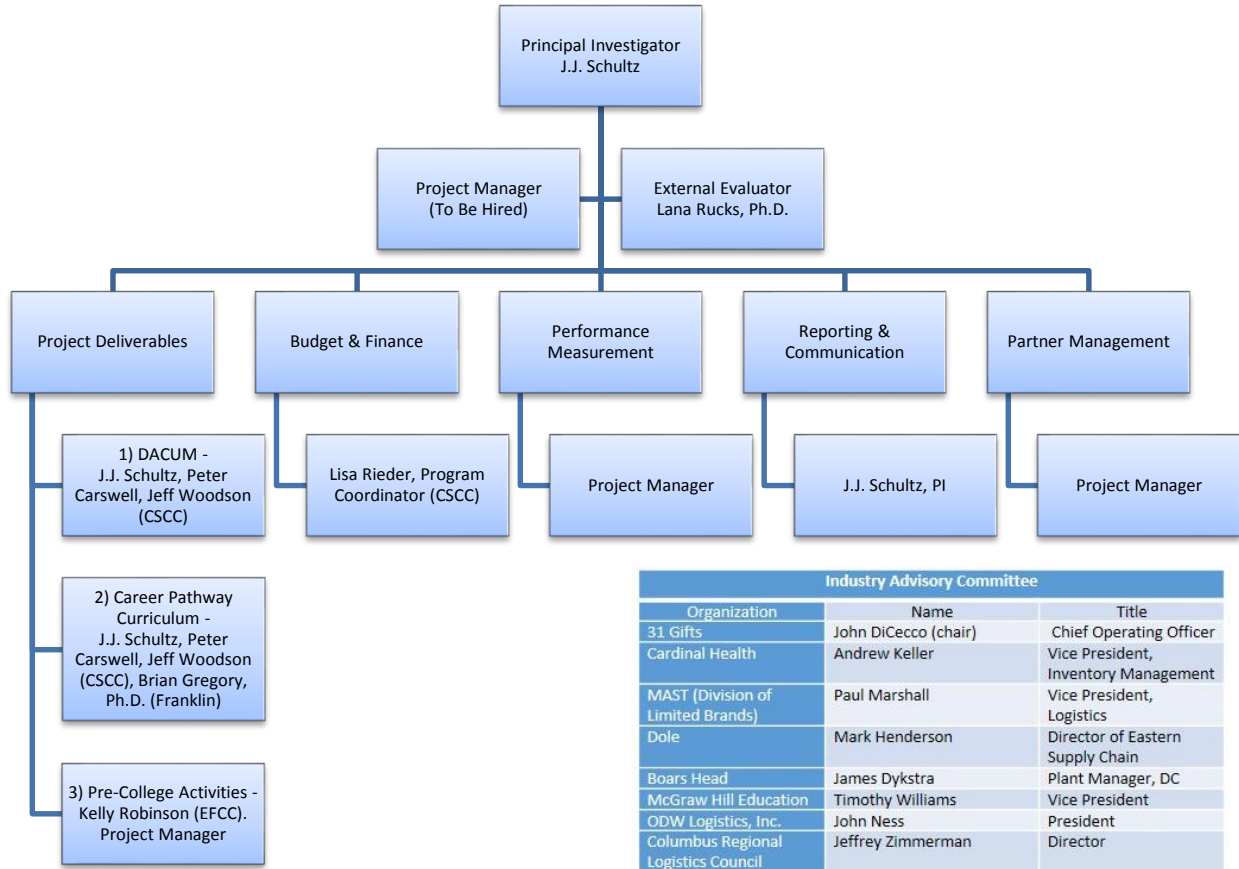 Principal Investigator
J.J. Schultz
Project Manager
(To Be Hired)
External Evaluator
Lana Rucks, Ph.D.
Project Deliverables
Budget & Finance
Performance
Measurement
Reporting &
Communication
Partner Management
1) DACUM -
J.J. Schultz, Peter
Carswell, Jeff Woodson
(CSCC)
Lisa Rieder, Program
Coordinator (CSCC)
Project Manager
J.J. Schultz, PI
Project Manager
2) Career Pathway
Curriculum -
J.J. Schultz, Peter
Carswell, Jeff Woodson
(CSCC), Brian Gregory,
Ph.D. (Franklin)
3) Pre-College Activities -
Kelly Robinson (EFCC).
Project Manager
Industry Advisory Committee
Organization Name Title
31 Gifts John DiCecco (chair) Chief Operating Officer
Cardinal Health Andrew Keller Vice President,
Inventory Management
MAST (Division of Paul Marshall Vice President,
Limited Brands) Logistics
Dole Mark Henderson Director of Eastern
Supply Chain
Boars Head James Dykstra Plant Manager, DC
McGraw Hill Education Timothy Williams Vice President
ODW Logistics, Inc. John Ness President
Columbus Regional Jeffrey Zimmerman Director
Logistics Council